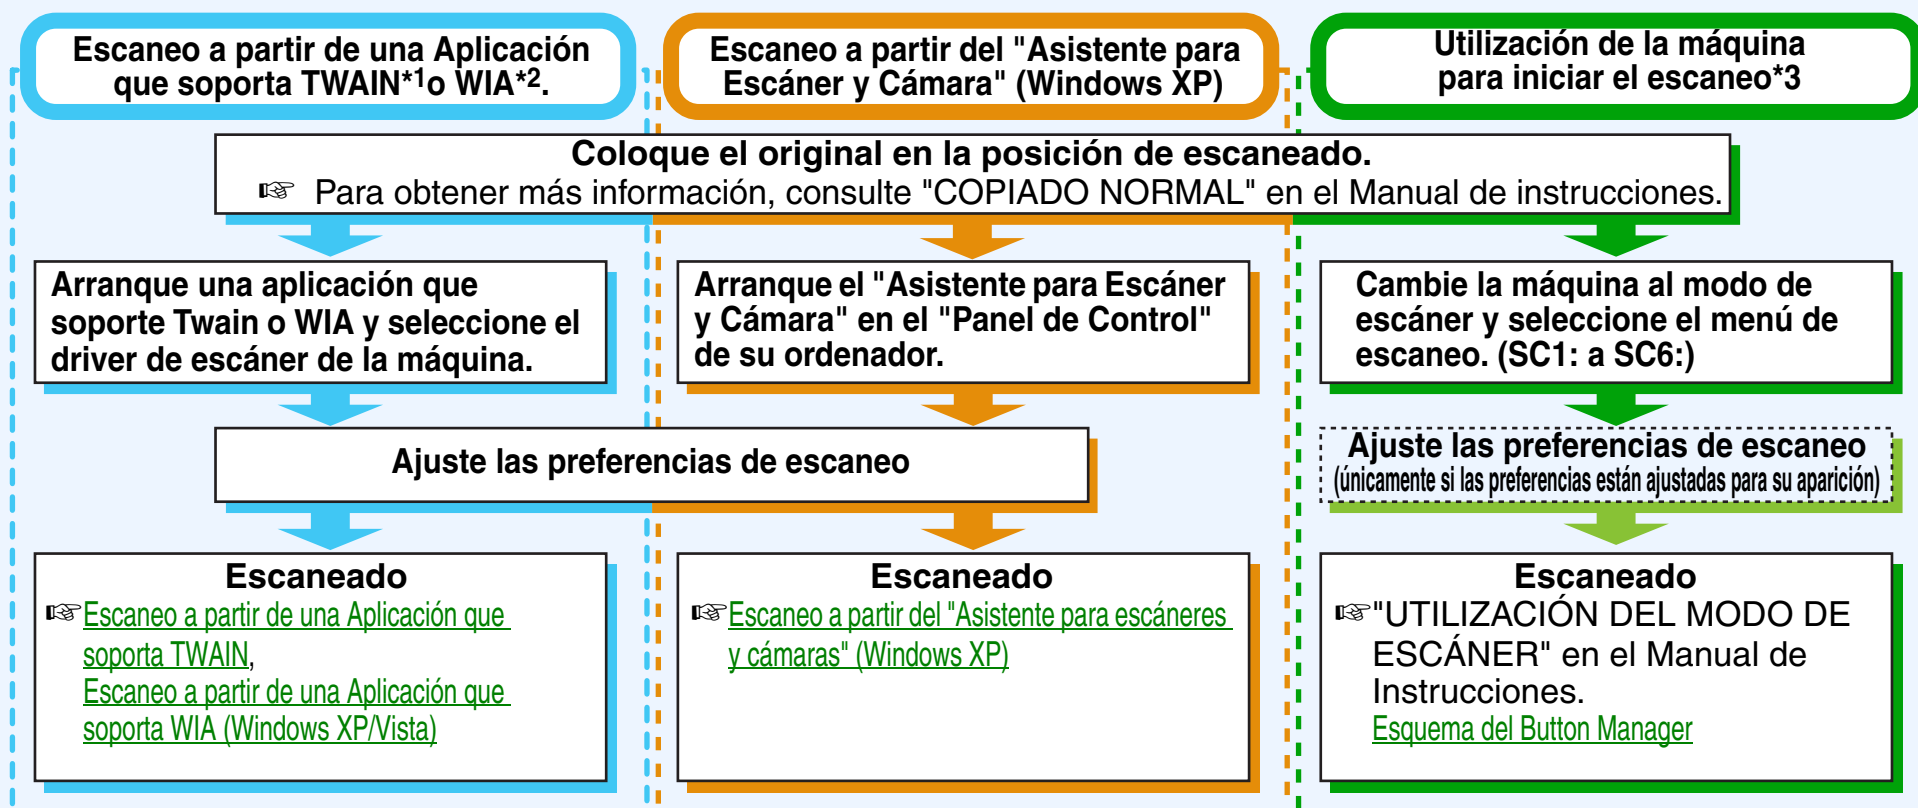 Escaneo a partir de una Aplicación
que soporta TWAIN*1o WIA*2.
Escaneo a partir del "Asistente para
Escáner y Cámara" (Windows XP)
Utilización de la máquina
para iniciar el escaneo*3
Coloque el original en la posición de escaneado.
☞ Para obtener más información, consulte "COPIADO NORMAL" en el Manual de instrucciones.
Arranque una aplicación que
soporte Twain o WIA y seleccione el
driver de escáner de la máquina.
Arranque el "Asistente para Escáner
y Cámara" en el "Panel de Control"
de su ordenador.
Cambie la máquina al modo de
escáner y seleccione el menú de
escaneo. (SC1: a SC6:)
Ajuste las preferencias de escaneo
Ajuste las preferencias de escaneo
(únicamente si las preferencias están ajustadas para su aparición)
Escaneado
☞Escaneo a partir de una Aplicación que
soporta TWAIN,
Escaneo a partir de una Aplicación que
soporta WIA (Windows XP/Vista)
Escaneado
☞Escaneo a partir del "Asistente para escáneres
y cámaras" (Windows XP)
Escaneado
☞"UTILIZACIÓN DEL MODO DE
ESCÁNER" en el Manual de
Instrucciones.
Esquema del Button Manager